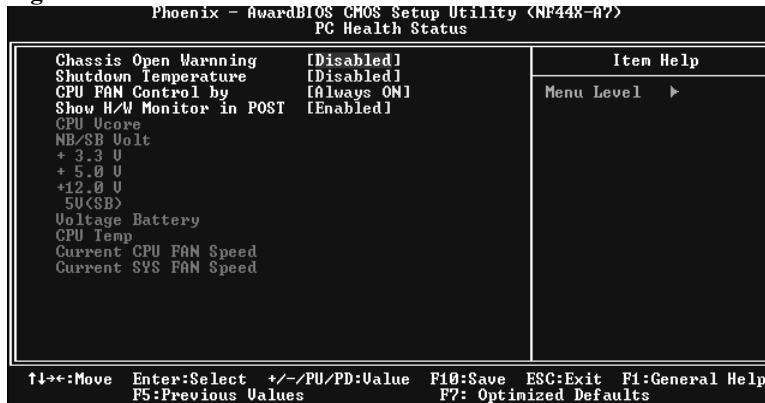 Phoenix - AwardBIOS CMOS Setup Utility (NF44X-A7)
PC Health Status
Chassis Open Warnning [Disabled]
Shutdown Temperature [Disabled]
CPU FAN Control by [Always ON]
Show H/W Monitor in POST [Enabled]
CPU Vcore
NB/SB Volt
+ 3.3 V
+ 5.0 V
+12.0 V
5V(SB)
Voltage Battery
CPU Temp
Current CPU FAN Speed
Current SYS FAN Speed
Item Help
Menu Level ►
↑↓→←:Move Enter:Select +/-/PU/PD:Value F10:Save ESC:Exit F1:General Help
F5:Previous Values F7: Optimized Defaults